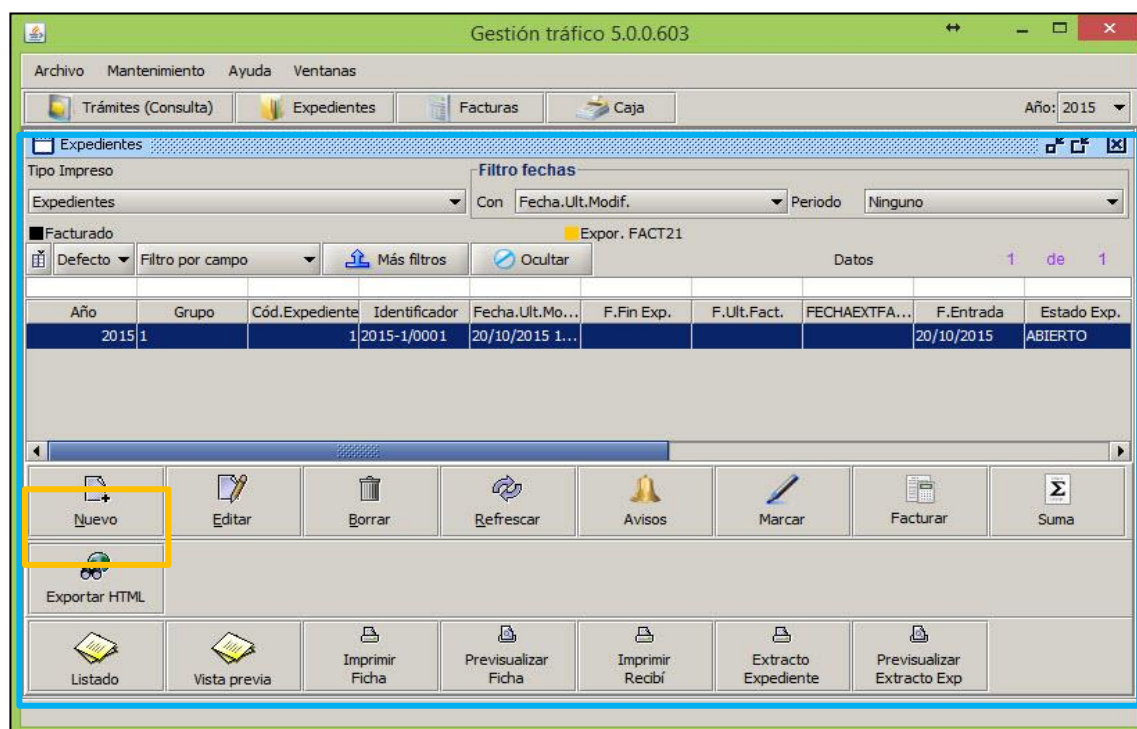 Gestión tráfico 5.0.0.603
Archivo Mantenimiento Ayuda Ventanas
Trámites (Consulta) Expedientes Facturas Caja Año: 2015
Expedientes
Tipo Impreso Filtro fechas
Expedientes Con Fecha.Ult.Modif. Periodo Ninguno
Facturado Expor. FACT21
Defecto Filtro por campo Más filtros Ocultar Datos 1 de 1
Año Grupo Cód.Expediente Identificador Fecha.Ult.Mo... F.Fin Exp. F.Ult.Fact. FECHAEXTFA... F.Entrada Estado Exp.
2015 1 1 2015-1/0001 20/10/2015 1... 20/10/2015 ABIERTO
Nuevo Editar Borrar Refrescar Avisos Marcar Facturar Suma
Exportar HTML
Listado Vista previa Imprimir Ficha Previsualizar Ficha Imprimir Recibí Extracto Expediente Previsualizar Extracto Exp